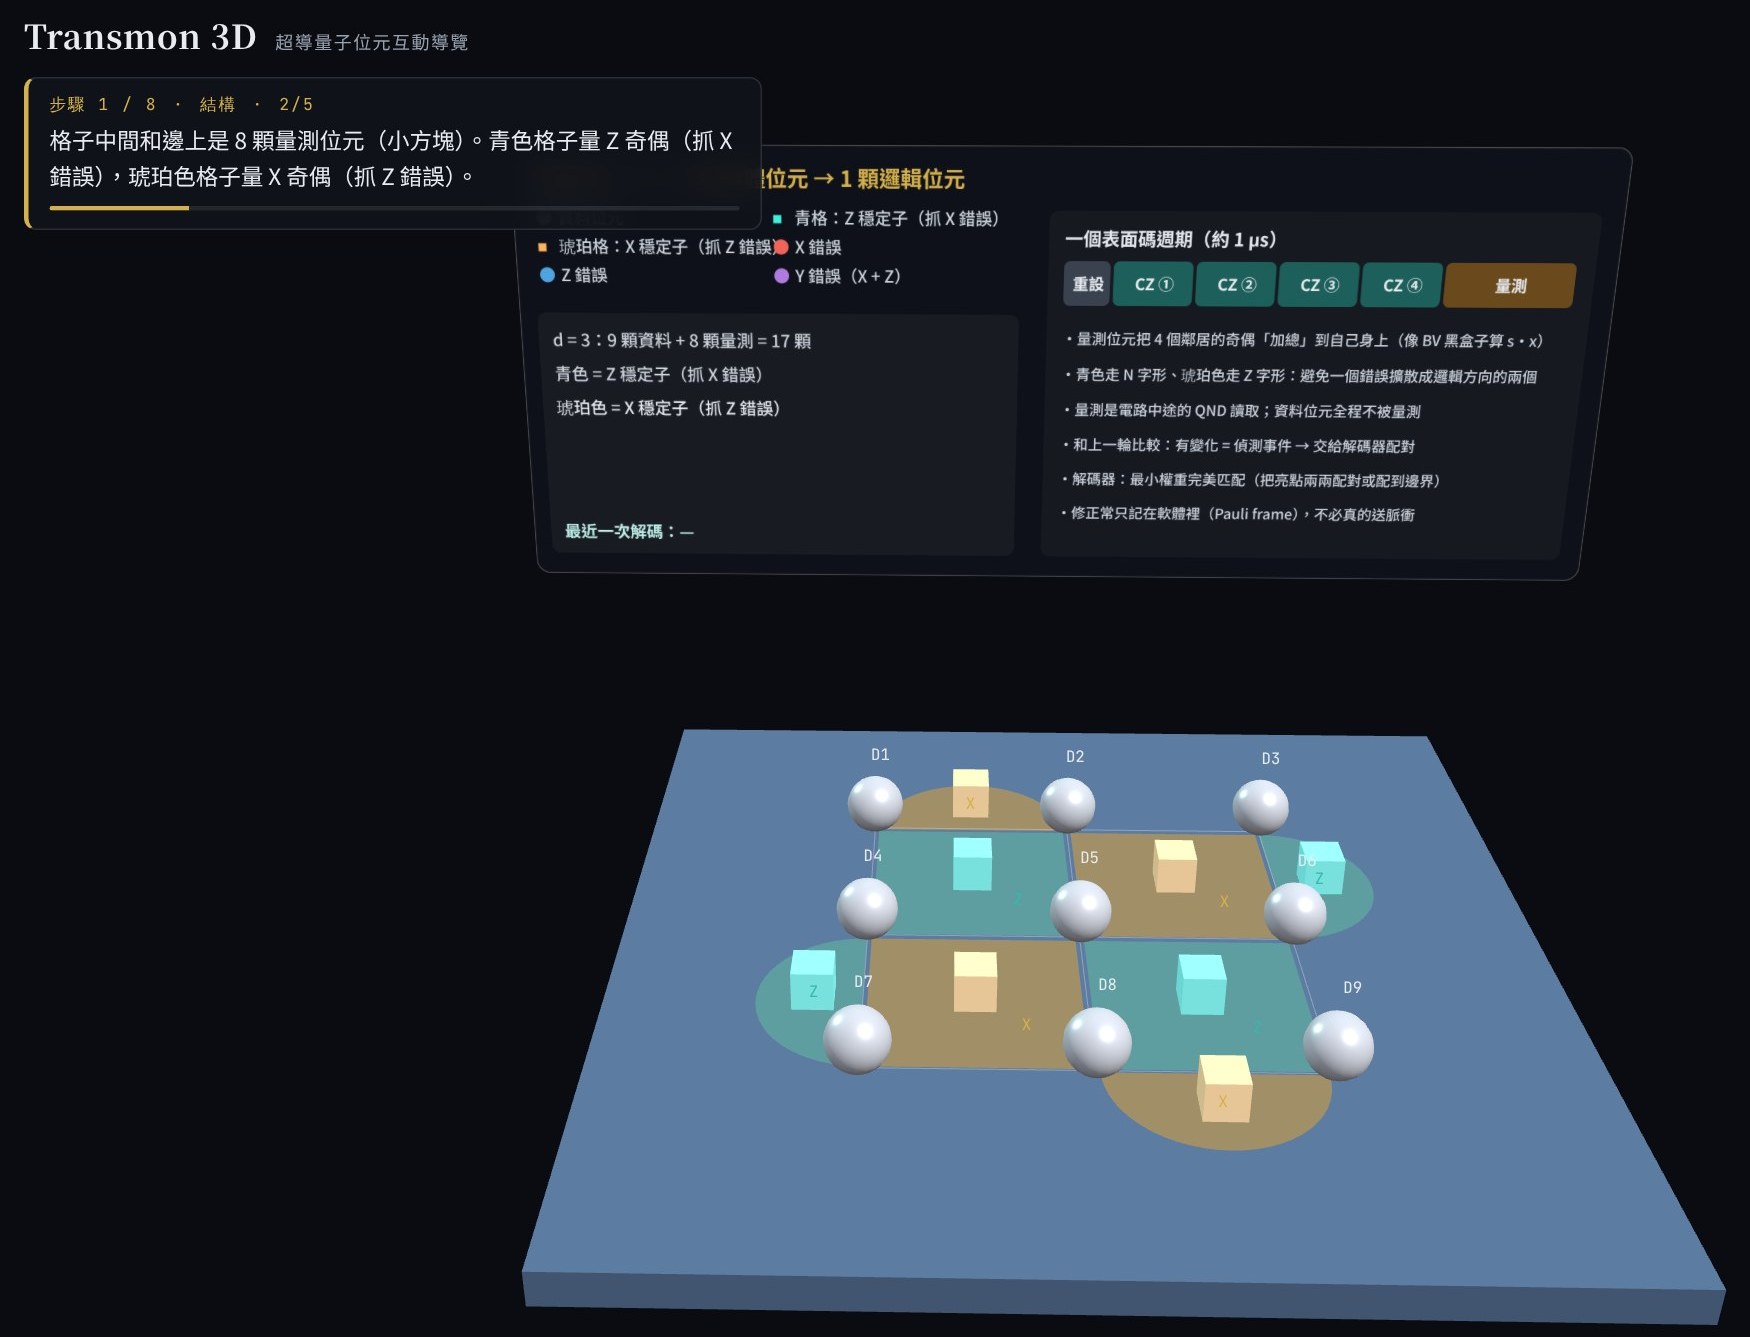 Transmon 3D 超導量子位元互動導覽
步驟 1 / 8 · 結構 · 2/5
格子中間和邊上是 8 顆量測位元（小方塊）。青色格子量 Z 奇偶（抓 X
錯誤），琥珀色格子量 X 奇偶（抓 Z 錯誤）。
位元 → 1 顆邏輯位元
青格：Z 穩定子（抓 X 錯誤）
琥珀格：X 穩定子（抓 Z 錯誤）
X 錯誤
Z 錯誤
Y 錯誤（X + Z）
d = 3：9 顆資料 + 8 顆量測 = 17 顆
青色 = Z 穩定子（抓 X 錯誤）
琥珀色 = X 穩定子（抓 Z 錯誤）
最近一次解碼：—
一個表面碼週期（約 1 µs）
重設 CZ ① CZ ② CZ ③ CZ ④ 量測
・量測位元把 4 個鄰居的奇偶「加總」到自己身上（像 BV 黑盒子算 s・x）
・青色走 N 字形、琥珀色走 Z 字形：避免一個錯誤擴散成邏輯方向的兩個
・量測是電路中途的 QND 讀取；資料位元全程不被量測
・和上一輪比較：有變化 = 偵測事件 → 交給解碼器配對
・解碼器：最小權重完美匹配（把亮點兩兩配對或配到邊界）
・修正常只記在軟體裡（Pauli frame），不必真的送脈衝
D1 D2 D3
X
D4 D5 D6
Z
Z X
D7 D8 D9
Z
X Z
X